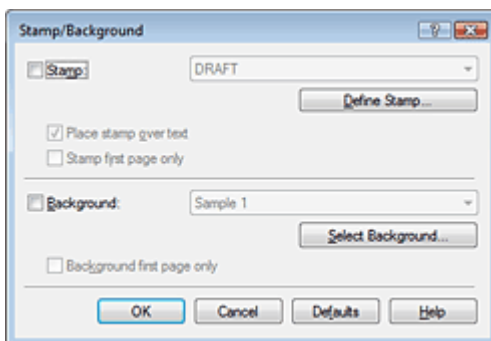 Stamp/Background
Stamp: DRAFT
Define Stamp...
Place stamp over text
Stamp first page only
Background: Sample 1
Select Background...
Background first page only
OK Cancel Defaults Help